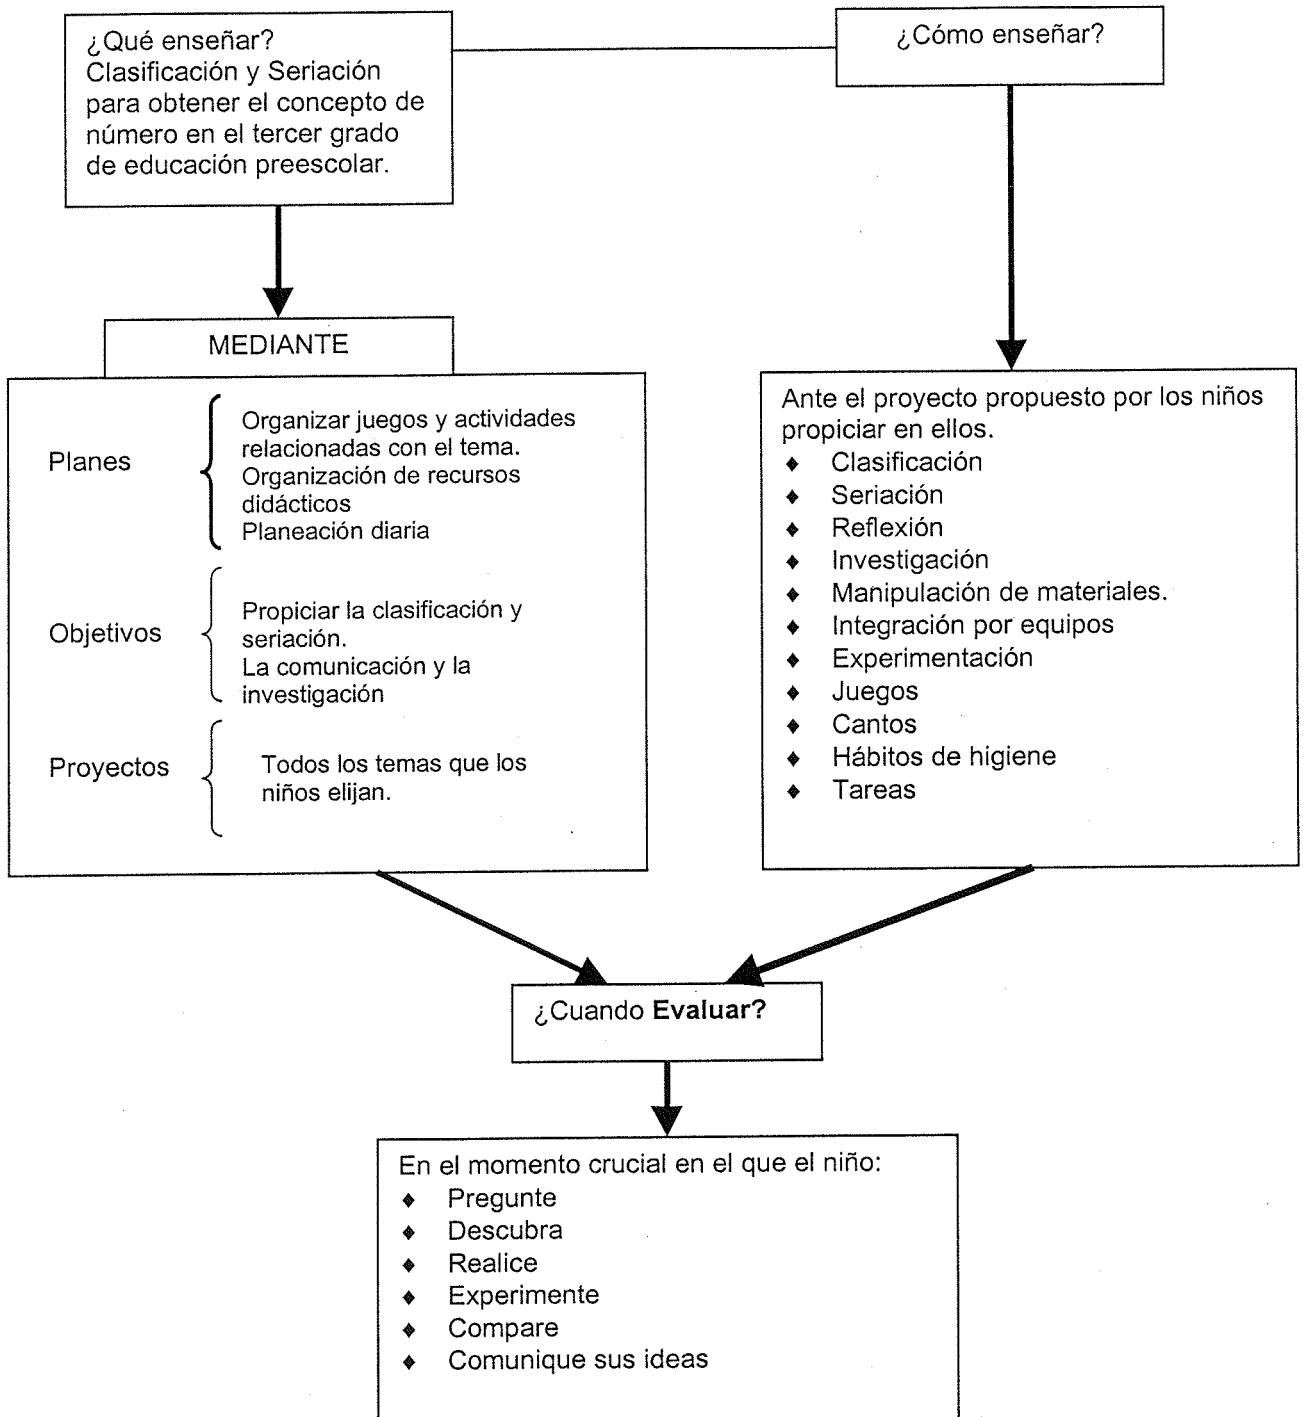 ¿Qué enseñar?
Clasificación y Seriación
para obtener el concepto de
número en el tercer grado
de educación preescolar.
¿Cómo enseñar?
MEDIANTE
Planes
Organizar juegos y actividades
relacionadas con el tema.
Organización de recursos
didácticos
Planeación diaria
Objetivos
Propiciar la clasificación y
seriación.
La comunicación y la
investigación
Proyectos
Todos los temas que los
niños elijan.
Ante el proyecto propuesto por los niños
propiciar en ellos.
♦ Clasificación
♦ Seriación
♦ Reflexión
♦ Investigación
♦ Manipulación de materiales.
♦ Integración por equipos
♦ Experimentación
♦ Juegos
♦ Cantos
♦ Hábitos de higiene
♦ Tareas
¿Cuando Evaluar?
En el momento crucial en el que el niño:
♦ Pregunte
♦ Descubra
♦ Realice
♦ Experimente
♦ Compare
♦ Comunique sus ideas